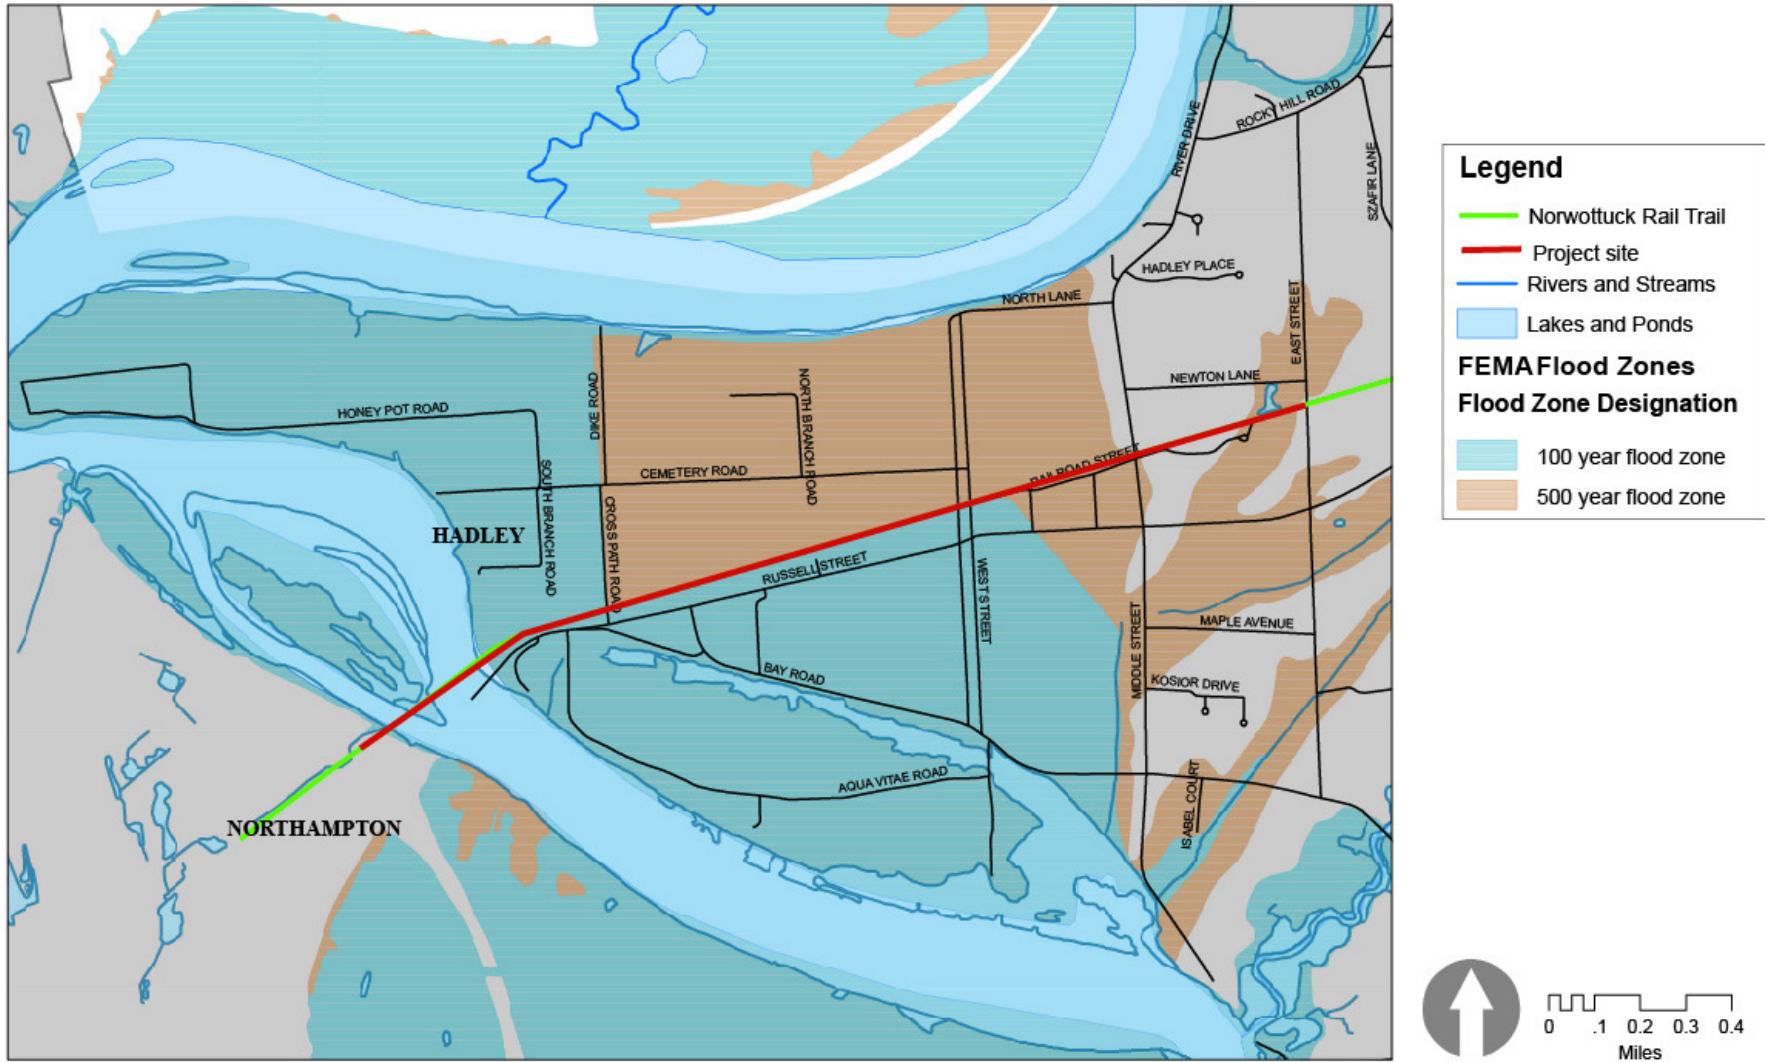 RIVER DRIVE
ROCKY HILL ROAD
SZAFIR LANE
HADLEY PLACE
NORTH LANE
EAST STREET
NEWTON LANE
HONEY POT ROAD
DIKE ROAD
NORTH BRANCH ROAD
CEMETERY ROAD
RAILROAD STREET
SOUTH BRANCH ROAD
HADLEY
CROSS PATH ROAD
RUSSELL STREET
WEST STREET
MIDDLE STREET
MAPLE AVENUE
BAY ROAD
KOSIOR DRIVE
AQUA VITAE ROAD
ISABEL COURT
NORTHAMPTON
Legend
Norwottuck Rail Trail
Project site
Rivers and Streams
Lakes and Ponds
FEMA Flood Zones
Flood Zone Designation
100 year flood zone
500 year flood zone
0 .1 0.2 0.3 0.4
Miles